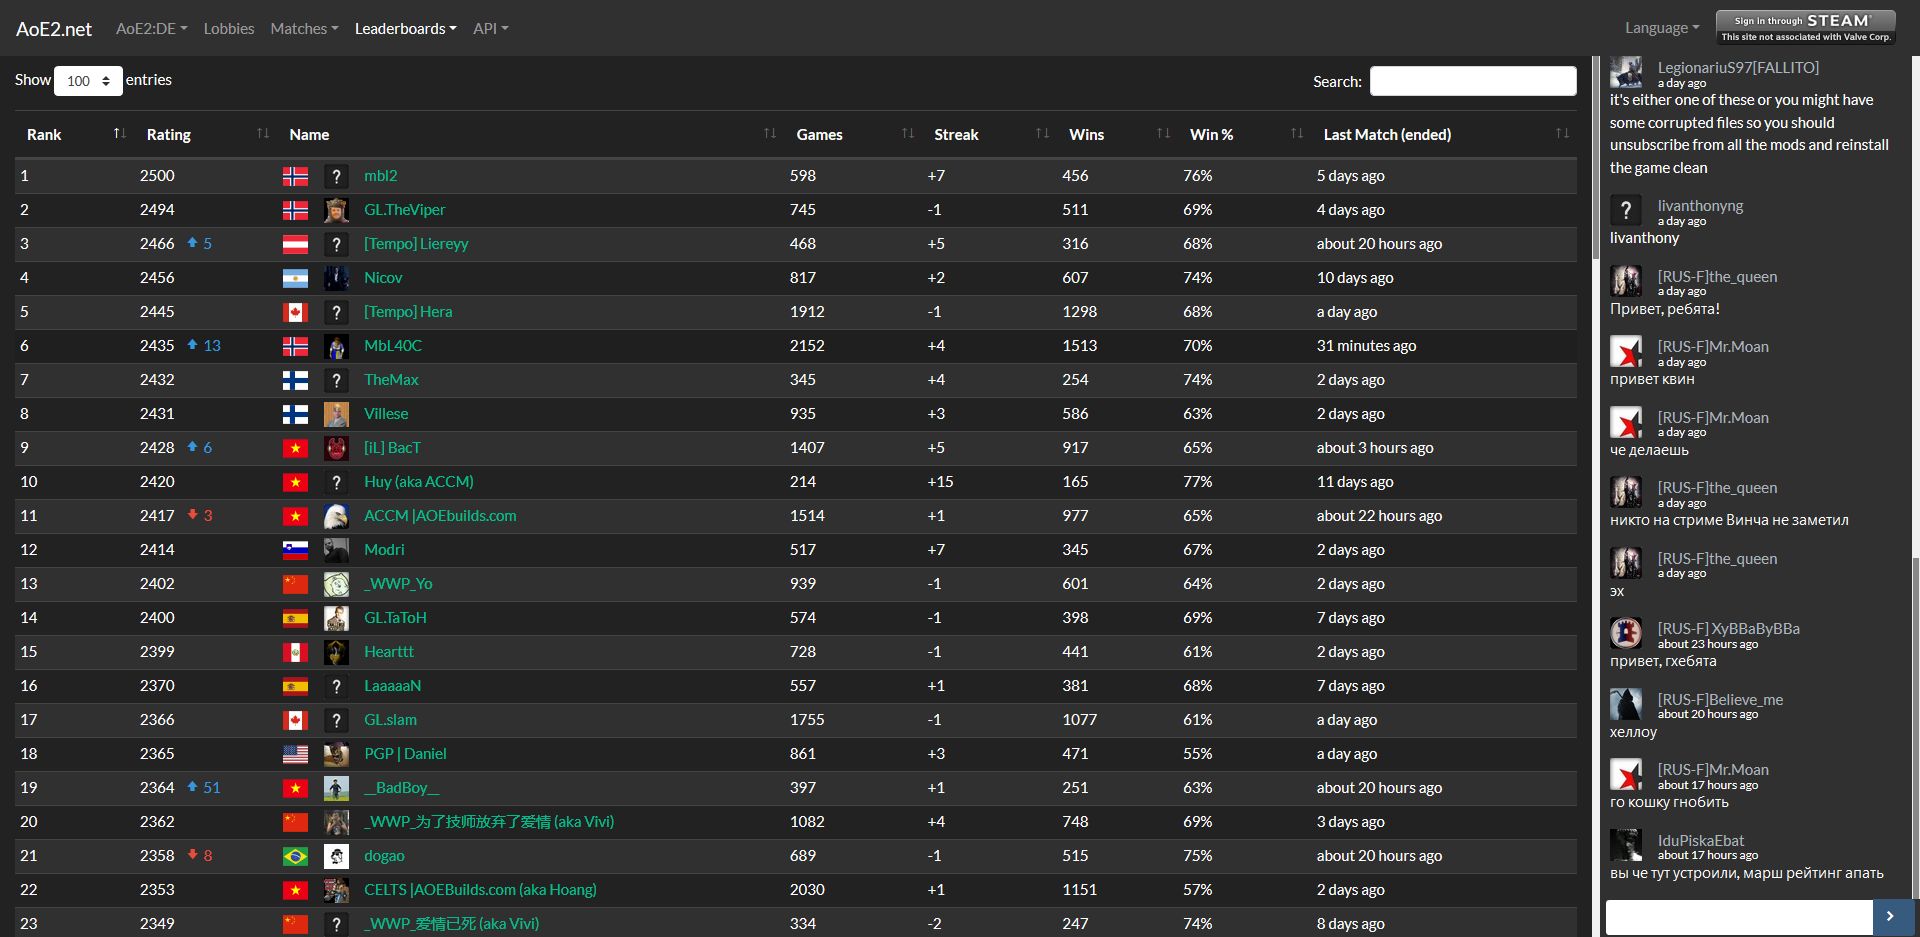 AoE2.net AoE2:DE Lobbies Matches Leaderboards API Language Sign in through STEAM
This site not associated with Valve Corp.
Show 100 entries Search:
Rank Rating Name Games Streak Wins Win % Last Match (ended)
1 2500 ? mbl2 598 +7 456 76% 5 days ago
2 2494 GL.TheViper 745 -1 511 69% 4 days ago
3 2466 5 ? [Tempo] Liereyy 468 +5 316 68% about 20 hours ago
4 2456 Nicov 817 +2 607 74% 10 days ago
5 2445 ? [Tempo] Hera 1912 -1 1298 68% a day ago
6 2435 13 MbL40C 2152 +4 1513 70% 31 minutes ago
7 2432 ? TheMax 345 +4 254 74% 2 days ago
8 2431 Villese 935 +3 586 63% 2 days ago
9 2428 6 [iL] BacT 1407 +5 917 65% about 3 hours ago
10 2420 ? Huy (aka ACCM) 214 +15 165 77% 11 days ago
11 2417 3 ACCM |AOEbuilds.com 1514 +1 977 65% about 22 hours ago
12 2414 Modri 517 +7 345 67% 2 days ago
13 2402 _WWP_Yo 939 -1 601 64% 2 days ago
14 2400 GL.TaToH 574 -1 398 69% 7 days ago
15 2399 Hearttt 728 -1 441 61% 2 days ago
16 2370 ? LaaaaaN 557 +1 381 68% 7 days ago
17 2366 ? GL.slam 1755 -1 1077 61% a day ago
18 2365 PGP | Daniel 861 +3 471 55% a day ago
19 2364 51 __BadBoy__ 397 +1 251 63% about 20 hours ago
20 2362 _WWP_为了技师放弃了爱情 (aka Vivi) 1082 +4 748 69% 3 days ago
21 2358 8 dogao 689 -1 515 75% about 20 hours ago
22 2353 CELTS |AOEBuilds.com (aka Hoang) 2030 +1 1151 57% 2 days ago
23 2349 ? _WWP_爱情已死 (aka Vivi) 334 -2 247 74% 8 days ago
LegionariuS97[FALLITO]
a day ago
it's either one of these or you might have
some corrupted files so you should
unsubscribe from all the mods and reinstall
the game clean
? livanthonyng
a day ago
livanthony
[RUS-F]the_queen
a day ago
Привет, ребята!
[RUS-F]Mr.Moan
a day ago
привет квин
[RUS-F]Mr.Moan
a day ago
че делаешь
[RUS-F]the_queen
a day ago
никто на стриме Винча не заметил
[RUS-F]the_queen
a day ago
эх
[RUS-F] XyBBaByBBa
about 23 hours ago
привет, гхебята
[RUS-F]Believe_me
about 20 hours ago
хеллоу
[RUS-F]Mr.Moan
about 17 hours ago
го кошку гнобить
IduPiskaEbat
about 17 hours ago
вы че тут устроили, марш рейтинг апать